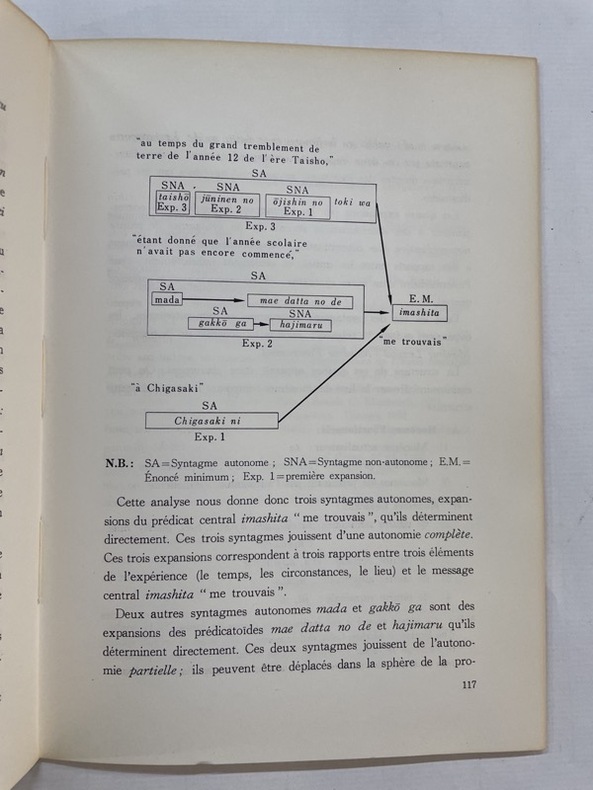 "au temps du grand tremblement de
terre de l'année 12 de l'ère Taisho,"
SA
SNA
SNA
SNA
taishō
Exp. 3
jūninen no
Exp. 2
ōjishin no
Exp. 1
toki wa
Exp. 3
"étant donné que l'année scolaire
n'avait pas encore commencé,"
SA
SA
mada
mae datta no de
SA
gakkō ga
SNA
hajimaru
Exp. 2
E.M.
imashita
"me trouvais"
"à Chigasaki"
SA
Chigasaki ni
Exp. 1
N.B.: SA=Syntagme autonome ; SNA=Syntagme non-autonome ; E.M.=
Énoncé minimum ; Exp. 1=première expansion.
Cette analyse nous donne donc trois syntagmes autonomes, expan-
sions du prédicat central imashita “ me trouvais ”, qu'ils déterminent
directement. Ces trois syntagmes jouissent d'une autonomie complète.
Ces trois expansions correspondent à trois rapports entre trois éléments
de l'expérience (le temps, les circonstances, le lieu) et le message
central imashita “ me trouvais ”.
Deux autres syntagmes autonomes mada et gakkō ga sont des
expansions des prédicatoïdes mae datta no de et hajimaru qu'ils
déterminent directement. Ces deux syntagmes jouissent de l'autono-
mie partielle ; ils peuvent être déplacés dans la sphère de la pro-
117